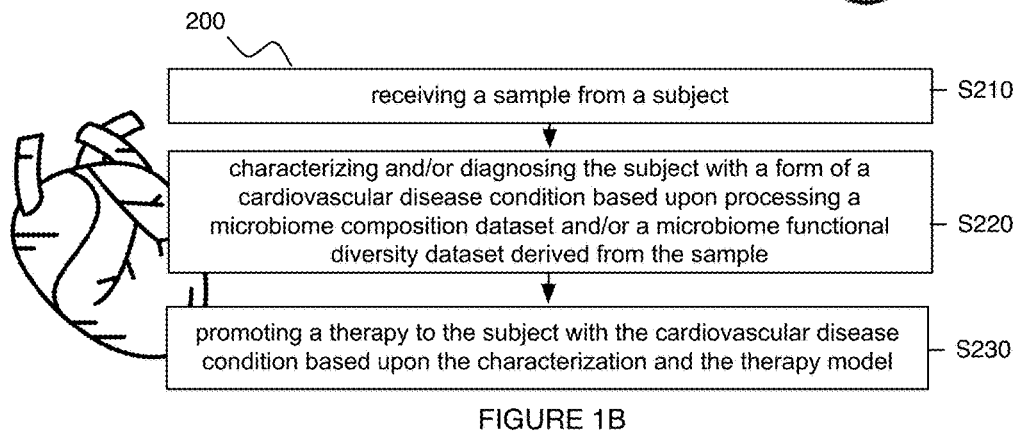 200
receiving a sample from a subject
S210
characterizing and/or diagnosing the subject with a form of a
cardiovascular disease condition based upon processing a
microbiome composition dataset and/or a microbiome functional
diversity dataset derived from the sample
S220
promoting a therapy to the subject with the cardiovascular disease
condition based upon the characterization and the therapy model
S230
FIGURE 1B